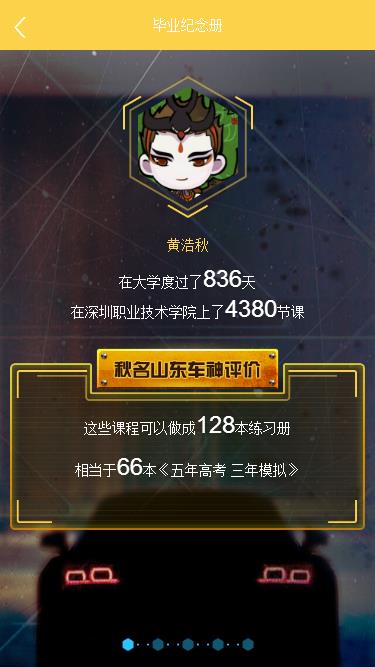 毕业纪念册
黄浩秋
在大学度过了836天
在深圳职业技术学院上了4380节课
秋名山东车神评价
这些课程可以做成128本练习册
相当于66本《五年高考 三年模拟》